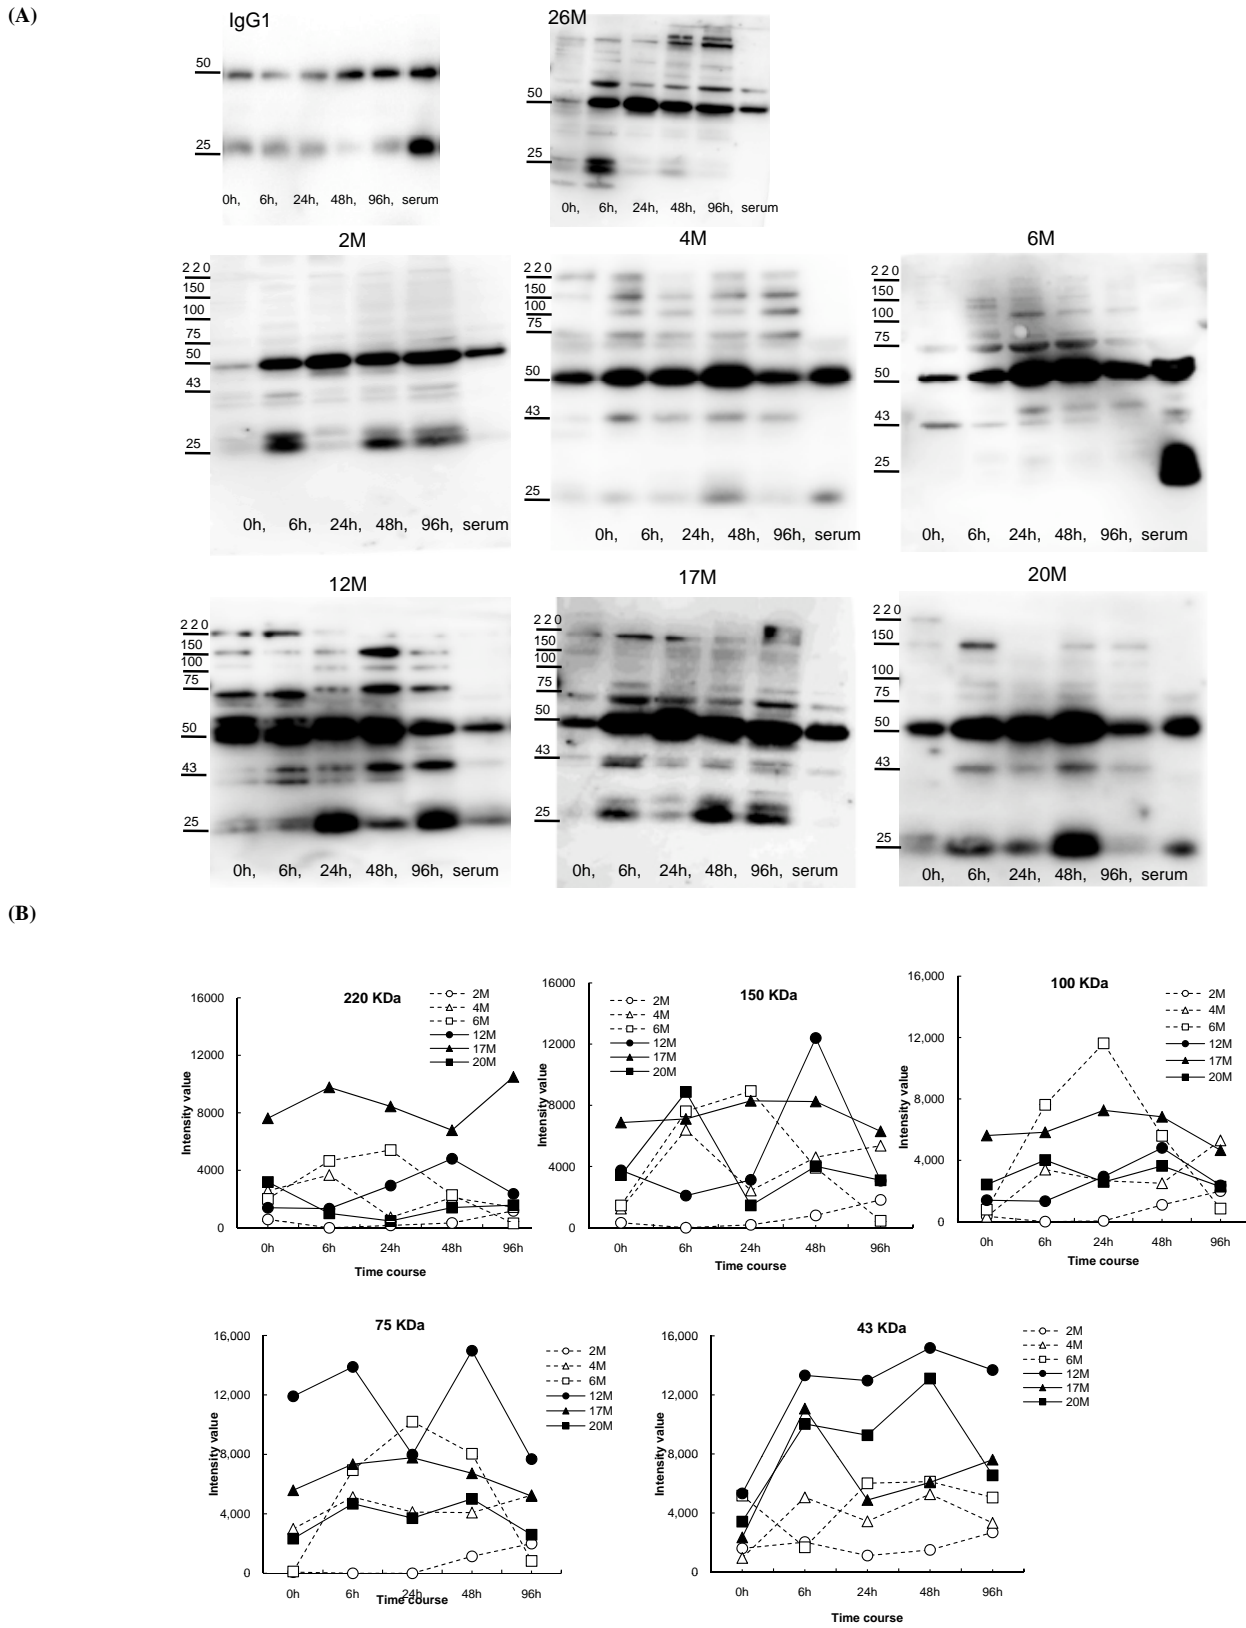 (A)
IgG1
50
25
0h, 6h, 24h, 48h, 96h, serum
26M
50
25
0h, 6h, 24h, 48h, 96h, serum
2M
220
150
100
75
50
43
25
0h, 6h, 24h, 48h, 96h, serum
4M
220
150
100
75
50
43
25
0h, 6h, 24h, 48h, 96h, serum
6M
220
150
100
75
50
43
25
0h, 6h, 24h, 48h, 96h, serum
12M
220
150
100
75
50
43
25
0h, 6h, 24h, 48h, 96h, serum
17M
220
150
100
75
50
43
25
0h, 6h, 24h, 48h, 96h, serum
20M
220
150
100
75
50
43
25
0h, 6h, 24h, 48h, 96h, serum
(B)
220 KDa
2M
4M
6M
12M
17M
20M
16000
12000
8000
4000
0
Intensity value
0h 6h 24h 48h 96h
Time course
150 KDa
2M
4M
6M
12M
17M
20M
16000
12000
8000
4000
0
Intensity value
0h 6h 24h 48h 96h
Time course
100 KDa
2M
4M
6M
12M
17M
20M
16,000
12,000
8,000
4,000
0
Intensity value
0h 6h 24h 48h 96h
Time course
75 KDa
2M
4M
6M
12M
17M
20M
16,000
12,000
8,000
4,000
0
Intensity value
0h 6h 24h 48h 96h
Time course
43 KDa
2M
4M
6M
12M
17M
20M
16,000
12,000
8,000
4,000
0
Intensity value
0h 6h 24h 48h 96h
Time course